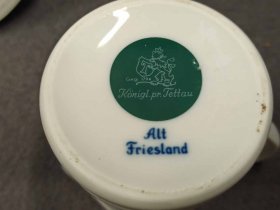 Königl. pr. Tettau
Alt
Friesland